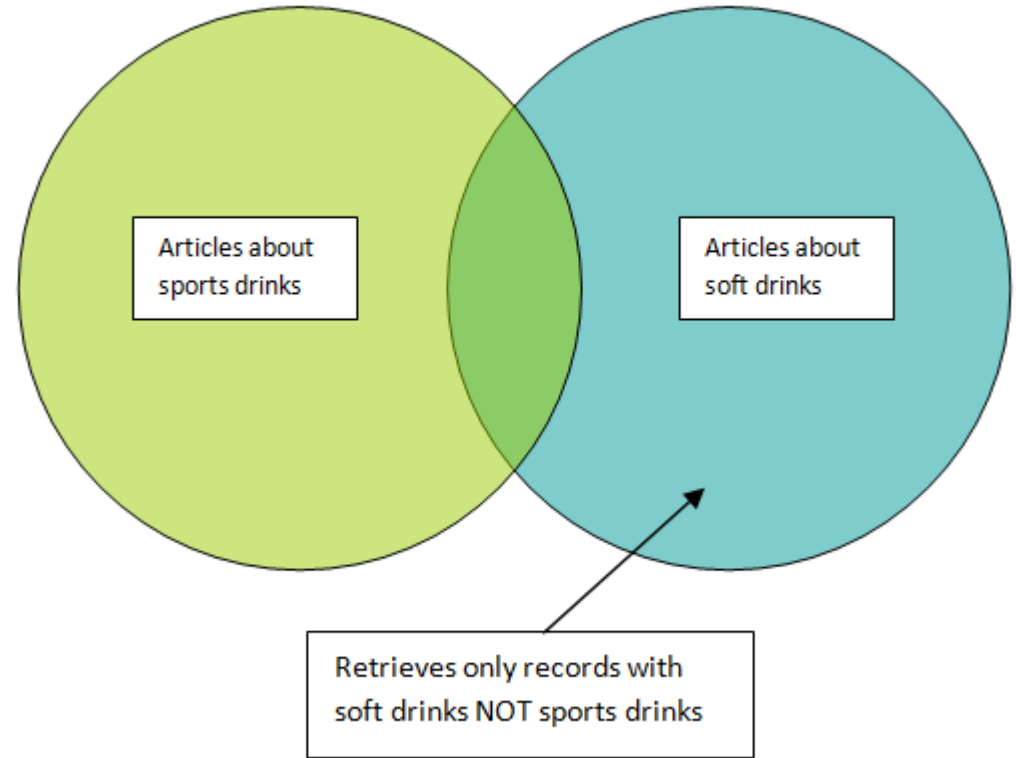 Articles about
sports drinks
Articles about
soft drinks
Retrieves only records with
soft drinks NOT sports drinks